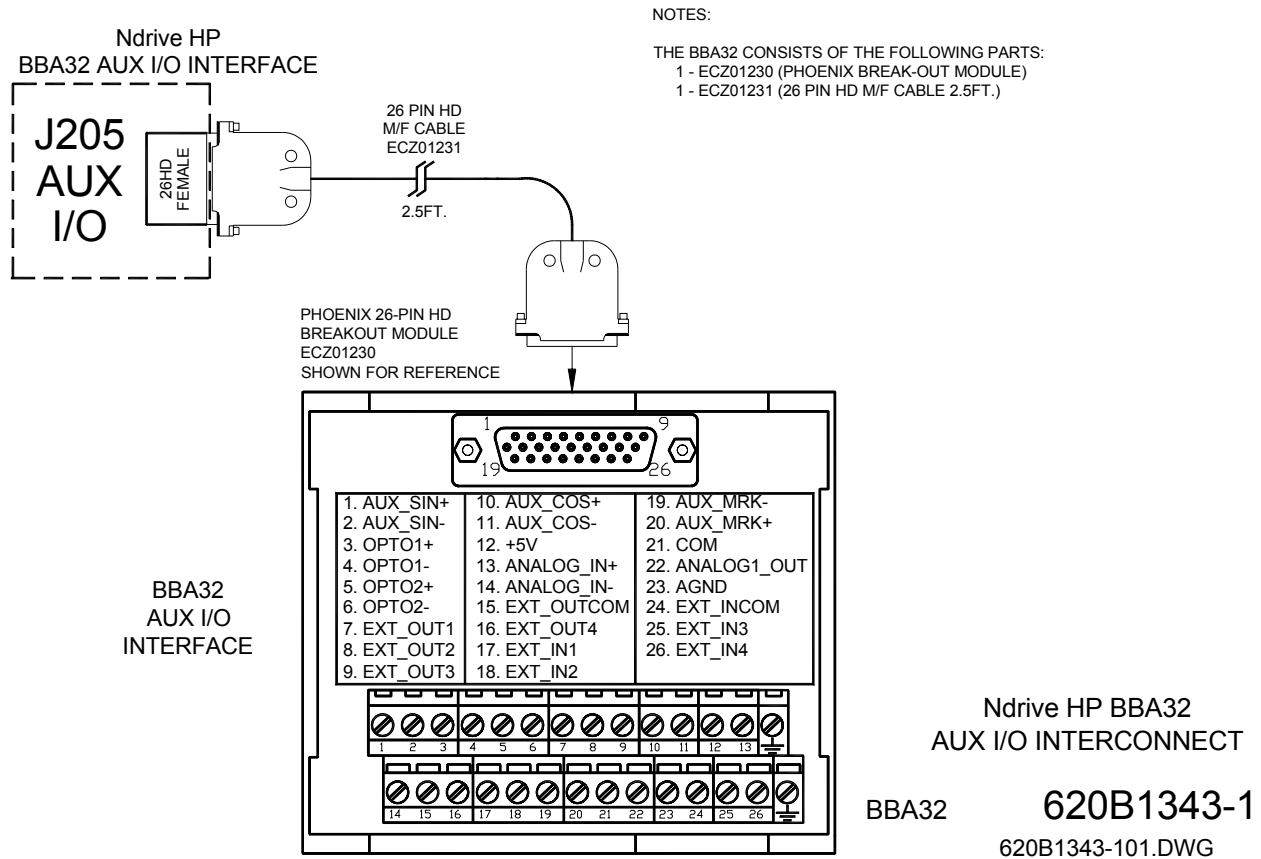 NOTES:
THE BBA32 CONSISTS OF THE FOLLOWING PARTS:
1 - ECZ01230 (PHOENIX BREAK-OUT MODULE)
1 - ECZ01231 (26 PIN HD M/F CABLE 2.5FT.)
Ndrive HP
BBA32 AUX I/O INTERFACE
J205
AUX
I/O
26HD
FEMALE
26 PIN HD
M/F CABLE
ECZ01231
2.5FT.
PHOENIX 26-PIN HD
BREAKOUT MODULE
ECZ01230
SHOWN FOR REFERENCE
1
9
19
26
1. AUX_SIN+
2. AUX_SIN-
3. OPTO1+
4. OPTO1-
5. OPTO2+
6. OPTO2-
7. EXT_OUT1
8. EXT_OUT2
9. EXT_OUT3
10. AUX_COS+
11. AUX_COS-
12. +5V
13. ANALOG_IN+
14. ANALOG_IN-
15. EXT_OUTCOM
16. EXT_OUT4
17. EXT_IN1
18. EXT_IN2
19. AUX_MRK-
20. AUX_MRK+
21. COM
22. ANALOG1_OUT
23. AGND
24. EXT_INCOM
25. EXT_IN3
26. EXT_IN4
1 2 3 4 5 6 7 8 9 10 11 12 13
14 15 16 17 18 19 20 21 22 23 24 25 26
BBA32
AUX I/O
INTERFACE
Ndrive HP BBA32
AUX I/O INTERCONNECT
BBA32 620B1343-1
620B1343-101.DWG